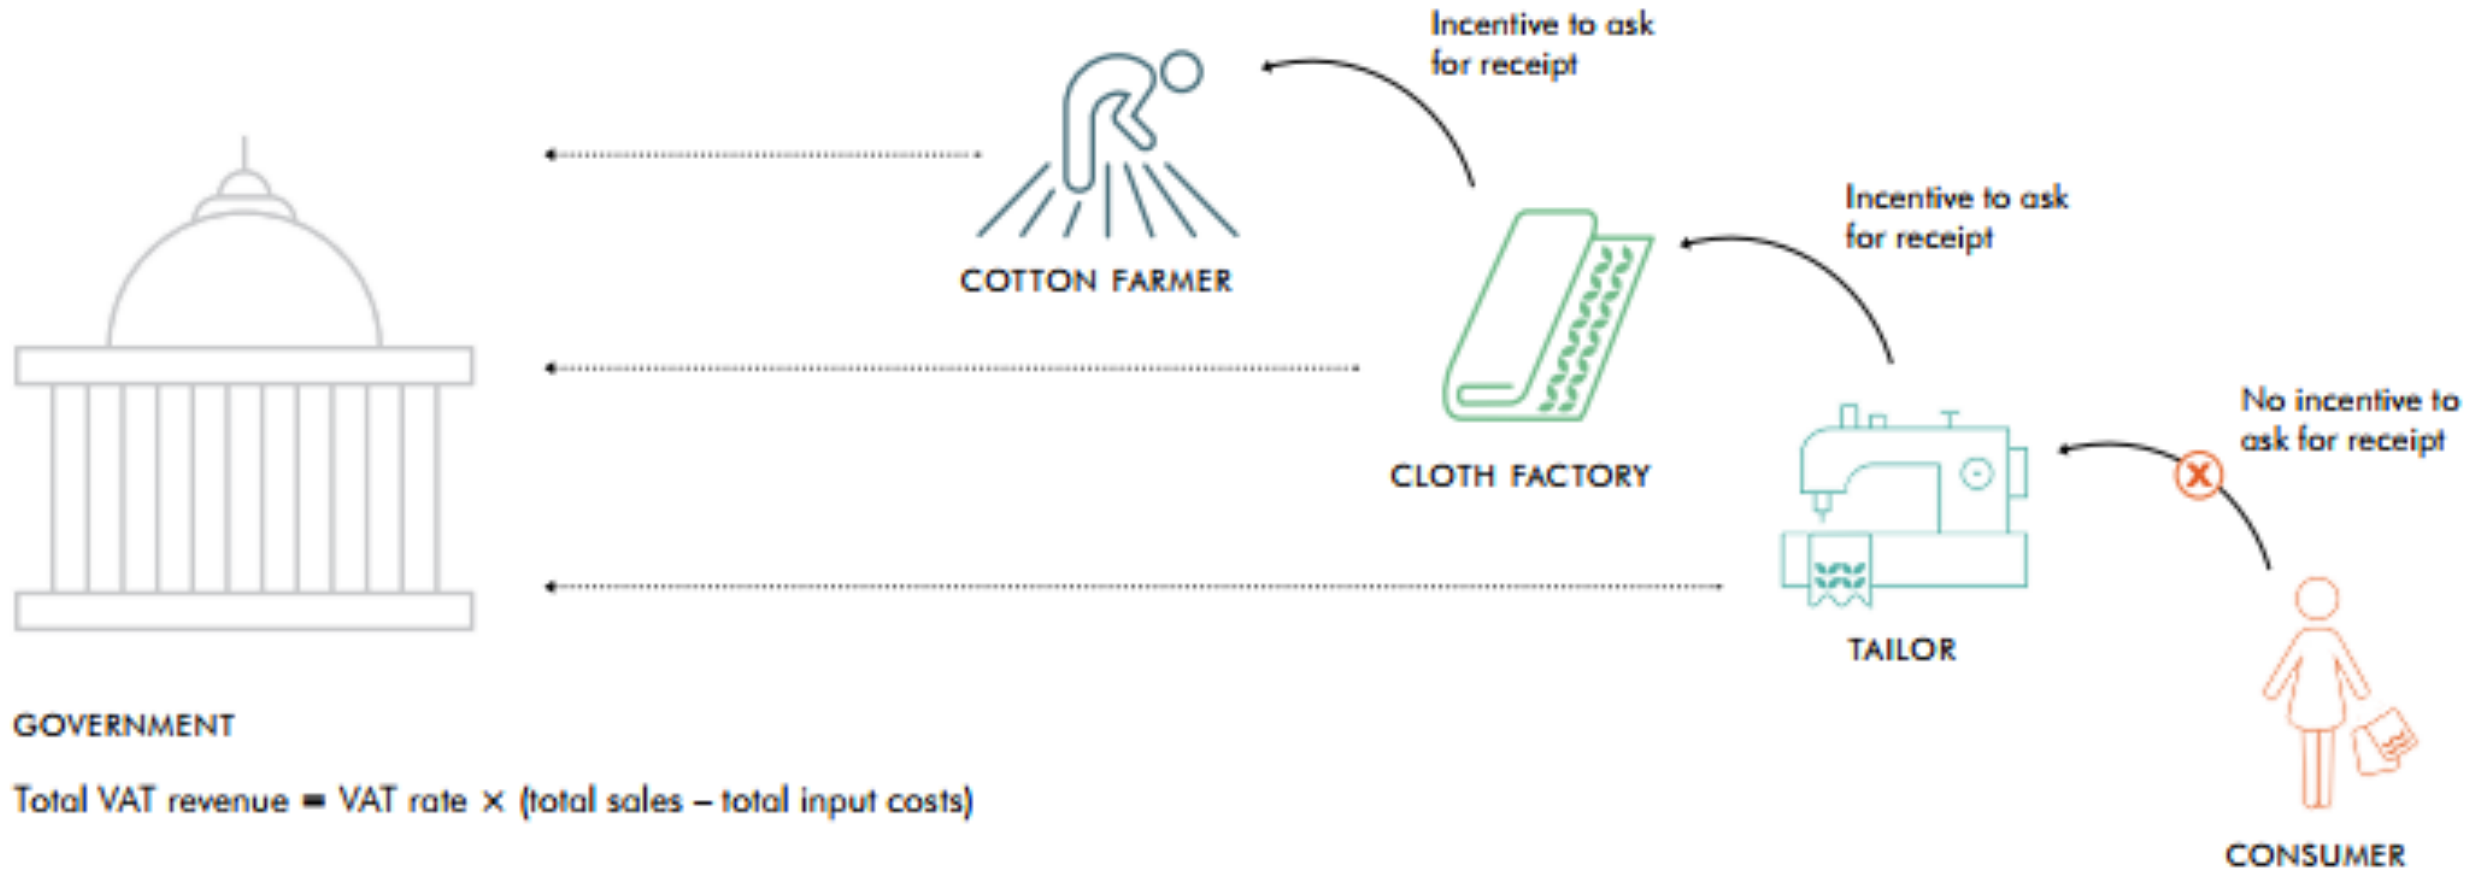 Incentive to ask
for receipt
Incentive to ask
for receipt
COTTON FARMER
No incentive to
ask for receipt
X
CLOTH FACTORY
TAILOR
GOVERNMENT
Total VAT revenue = VAT rate × (total sales – total input costs)
CONSUMER